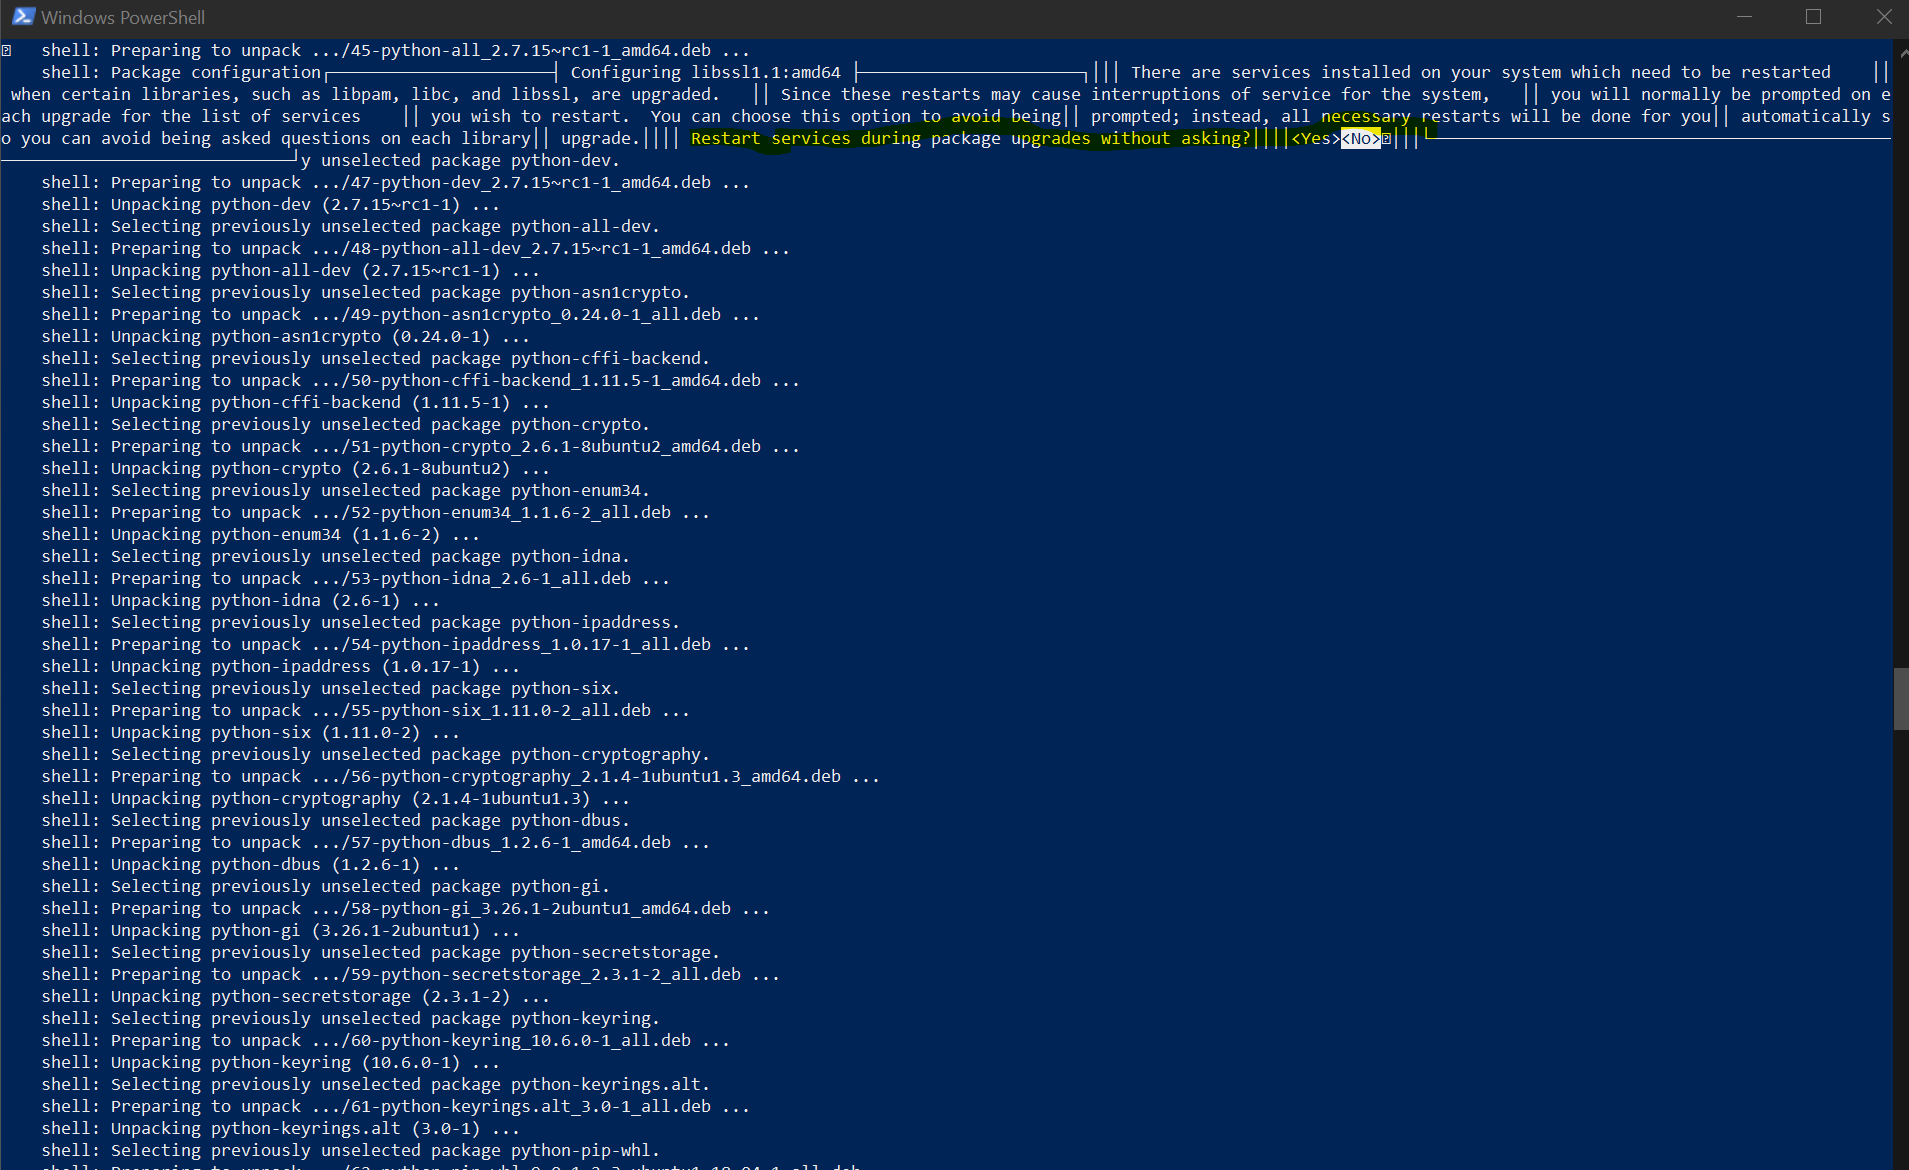 Windows PowerShell
shell: Preparing to unpack .../45-python-all_2.7.15~rc1-1_amd64.deb ...
shell: Package configuration┌───────────────────────┤ Configuring libssl1.1:amd64 ├───────────────────────┐│││ There are services installed on your system which need to be restarted    ││
when certain libraries, such as libpam, libc, and libssl, are upgraded.   ││ Since these restarts may cause interruptions of service for the system,   ││ you will normally be prompted on e
ach upgrade for the list of services    ││ you wish to restart.  You can choose this option to avoid being││ prompted; instead, all necessary restarts will be done for you││ automatically s
o you can avoid being asked questions on each library││ upgrade.││││ Restart services during package upgrades without asking?││││<Yes><No>│││└──────────────────────────────────────────────
─────────────────────────────┘y unselected package python-dev.
shell: Preparing to unpack .../47-python-dev_2.7.15~rc1-1_amd64.deb ...
shell: Unpacking python-dev (2.7.15~rc1-1) ...
shell: Selecting previously unselected package python-all-dev.
shell: Preparing to unpack .../48-python-all-dev_2.7.15~rc1-1_amd64.deb ...
shell: Unpacking python-all-dev (2.7.15~rc1-1) ...
shell: Selecting previously unselected package python-asn1crypto.
shell: Preparing to unpack .../49-python-asn1crypto_0.24.0-1_all.deb ...
shell: Unpacking python-asn1crypto (0.24.0-1) ...
shell: Selecting previously unselected package python-cffi-backend.
shell: Preparing to unpack .../50-python-cffi-backend_1.11.5-1_amd64.deb ...
shell: Unpacking python-cffi-backend (1.11.5-1) ...
shell: Selecting previously unselected package python-crypto.
shell: Preparing to unpack .../51-python-crypto_2.6.1-8ubuntu2_amd64.deb ...
shell: Unpacking python-crypto (2.6.1-8ubuntu2) ...
shell: Selecting previously unselected package python-enum34.
shell: Preparing to unpack .../52-python-enum34_1.1.6-2_all.deb ...
shell: Unpacking python-enum34 (1.1.6-2) ...
shell: Selecting previously unselected package python-idna.
shell: Preparing to unpack .../53-python-idna_2.6-1_all.deb ...
shell: Unpacking python-idna (2.6-1) ...
shell: Selecting previously unselected package python-ipaddress.
shell: Preparing to unpack .../54-python-ipaddress_1.0.17-1_all.deb ...
shell: Unpacking python-ipaddress (1.0.17-1) ...
shell: Selecting previously unselected package python-six.
shell: Preparing to unpack .../55-python-six_1.11.0-2_all.deb ...
shell: Unpacking python-six (1.11.0-2) ...
shell: Selecting previously unselected package python-cryptography.
shell: Preparing to unpack .../56-python-cryptography_2.1.4-1ubuntu1.3_amd64.deb ...
shell: Unpacking python-cryptography (2.1.4-1ubuntu1.3) ...
shell: Selecting previously unselected package python-dbus.
shell: Preparing to unpack .../57-python-dbus_1.2.6-1_amd64.deb ...
shell: Unpacking python-dbus (1.2.6-1) ...
shell: Selecting previously unselected package python-gi.
shell: Preparing to unpack .../58-python-gi_3.26.1-2ubuntu1_amd64.deb ...
shell: Unpacking python-gi (3.26.1-2ubuntu1) ...
shell: Selecting previously unselected package python-secretstorage.
shell: Preparing to unpack .../59-python-secretstorage_2.3.1-2_all.deb ...
shell: Unpacking python-secretstorage (2.3.1-2) ...
shell: Selecting previously unselected package python-keyring.
shell: Preparing to unpack .../60-python-keyring_10.6.0-1_all.deb ...
shell: Unpacking python-keyring (10.6.0-1) ...
shell: Selecting previously unselected package python-keyrings.alt.
shell: Preparing to unpack .../61-python-keyrings.alt_3.0-1_all.deb ...
shell: Unpacking python-keyrings.alt (3.0-1) ...
shell: Selecting previously unselected package python-pip-whl.